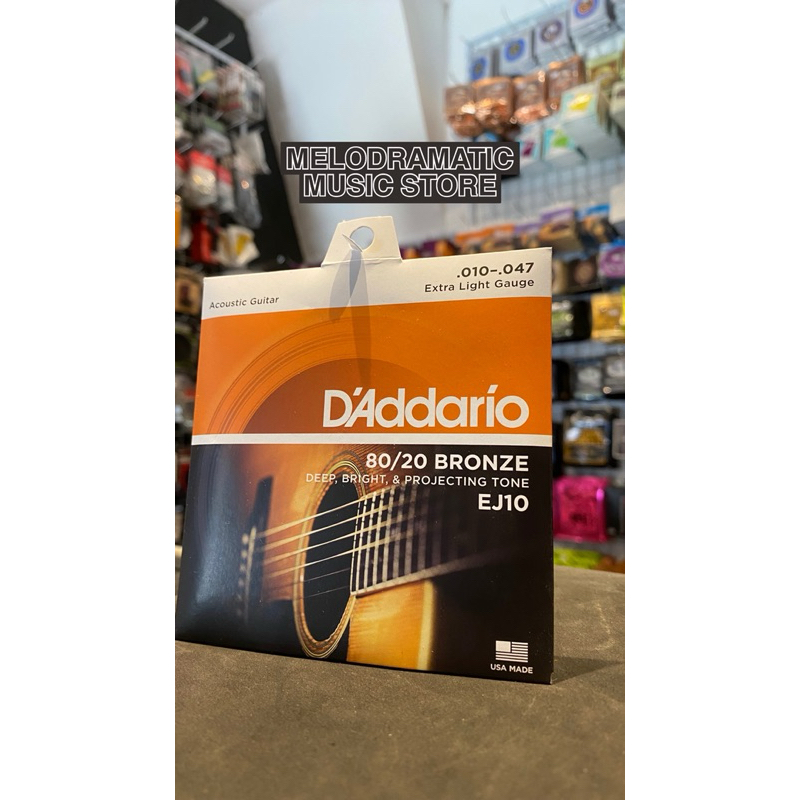 MELODRAMATIC
MUSIC STORE
.010–.047
Extra Light Gauge
Acoustic Guitar
D'Addario
80/20 BRONZE
DEEP, BRIGHT, & PROJECTING TONE
EJ10
USA MADE